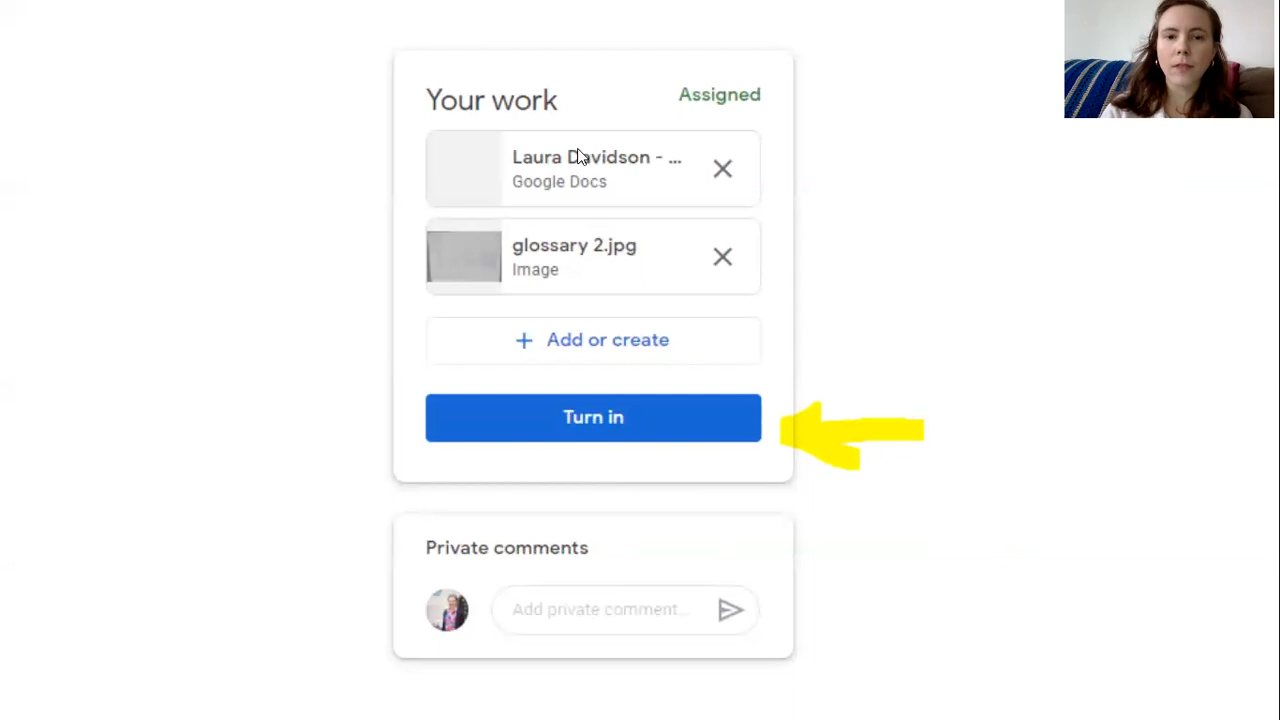 Your work
Assigned
Laura Davidson - ...
Google Docs
glossary 2.jpg
Image
+ Add or create
Turn in
Private comments
Add private comment...